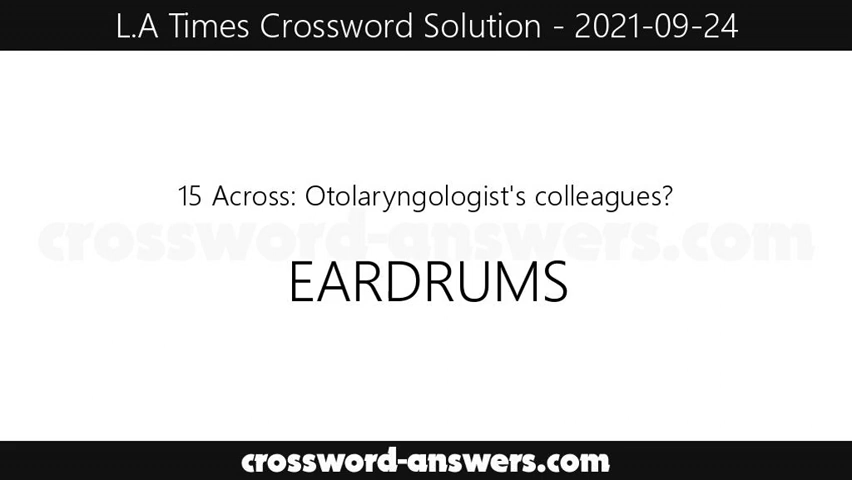 L.A Times Crossword Solution - 2021-09-24
15 Across: Otolaryngologist's colleagues?
crossword-answers.com
EARDRUMS
crossword-answers.com